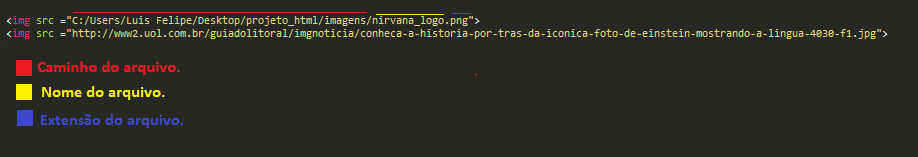 <img src ="C:/Users/Luis Felipe/Desktop/projeto_html/imagens/nirvana_logo.png">
<img src ="http://www2.uol.com.br/guiadolitoral/imgnoticia/conheca-a-historia-por-tras-da-iconica-foto-de-einstein-mostrando-a-lingua-4030-f1.jpg">
Caminho do arquivo.
Nome do arquivo.
Extensão do arquivo.